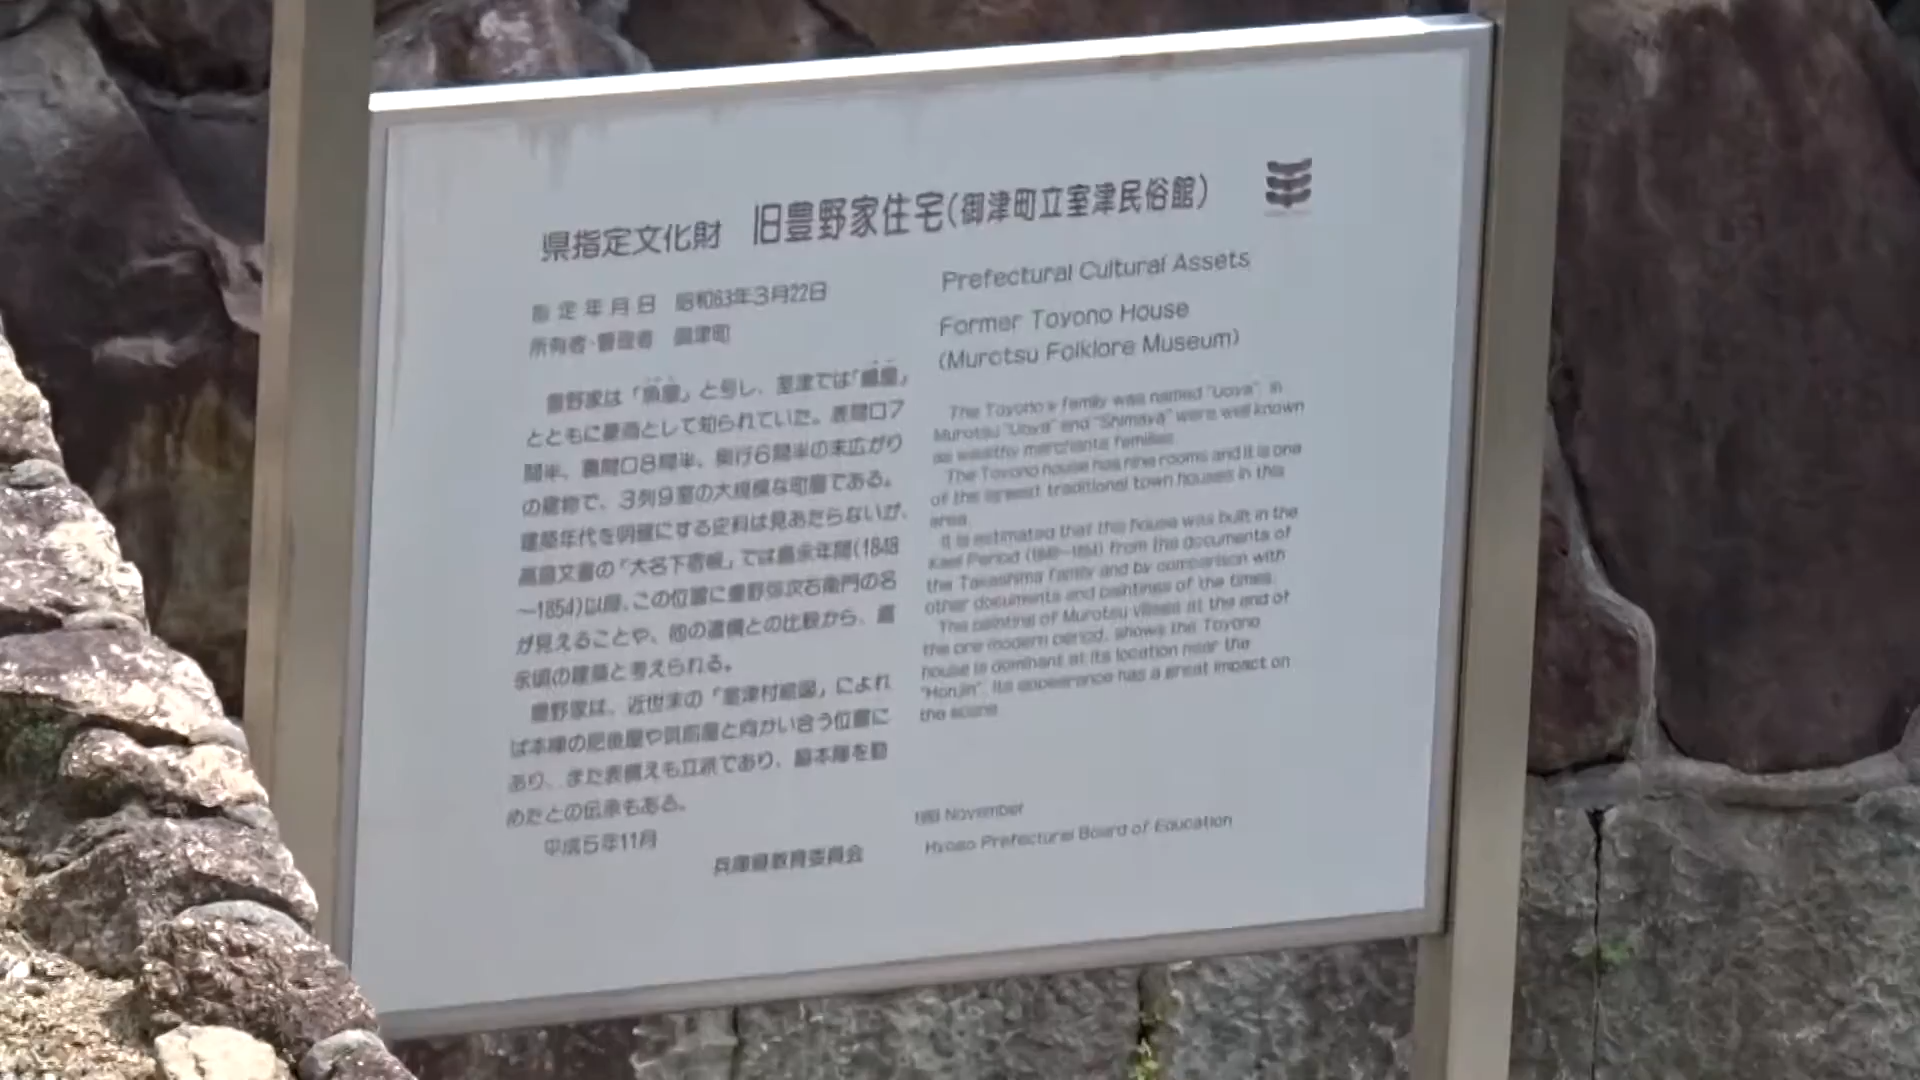 県指定文化財 旧豊野家住宅(御津町立室津民俗館)
指定年月日 昭和63年3月22日
所有者・管理者 御津町
豊野家は「魚屋」と号し、室津では「嶋屋」
とともに豪商として知られていた。表間口7
間半、裏間口8間半、奥行6間半の末広がり
の建物で、3列9室の大規模な町屋である。
建築年代を明確にする史料は見あたらないが、
高嶋文書の「大名下宿帳」では嘉永年間(1848
〜1854)以降、この位置に豊野弥次右衛門の名
が見えることや、他の遺構との比較から、嘉
永頃の建築と考えられる。
豊野家は、近世末の「室津村絵図」によれ
ば本陣の肥後屋や筑前屋と向かい合う位置に
あり、また表構えも立派であり、脇本陣を勤
めたとの伝承もある。
平成5年11月
兵庫県教育委員会
Prefectural Cultural Assets
Former Toyono House
(Murotsu Folklore Museum)
The Toyono's family was named "Uoya". In
Murotsu "Uoya" and "Shimaya" were well known
as wealthy merchants families.
The Toyono house has nine rooms and it is one
of the largest traditional town houses in this
area.
It is estimated that this house was built in the
Kaei Period (1848~1854) from the documents of
the Takashima family and by comparison with
other documents and paintings of the times.
The painting of Murotsu village at the end of
the pre modern period, shows the Toyono
house is dominant at its location near the
"Honjin". Its appearance has a great impact on
the scene.
1993 November
Hyogo Prefectural Board of Education